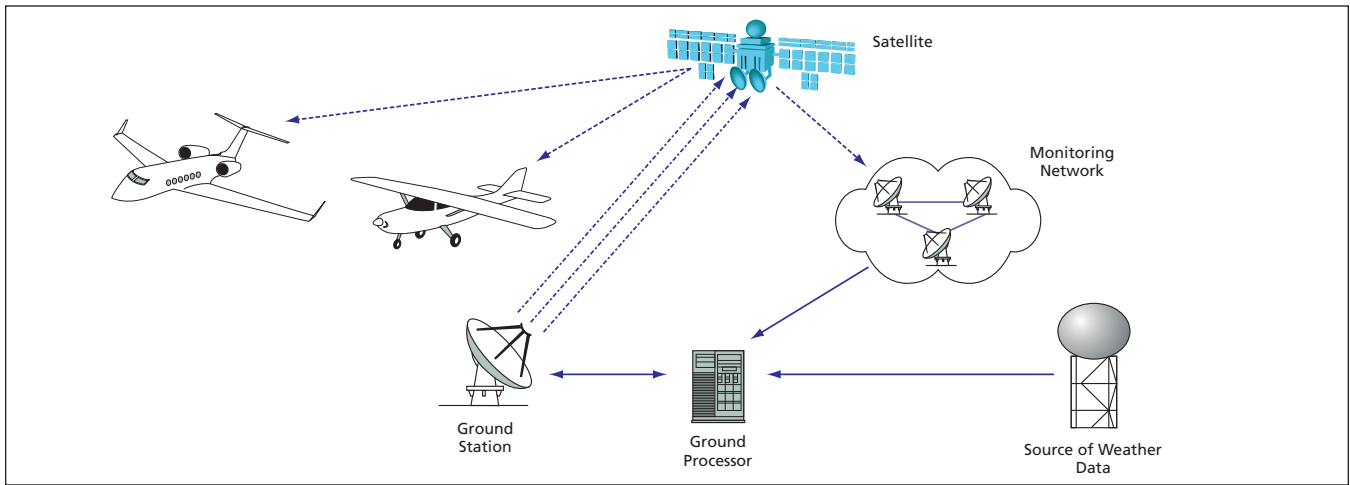 Satellite
Monitoring
Network
Ground
Station
Ground
Processor
Source of Weather
Data